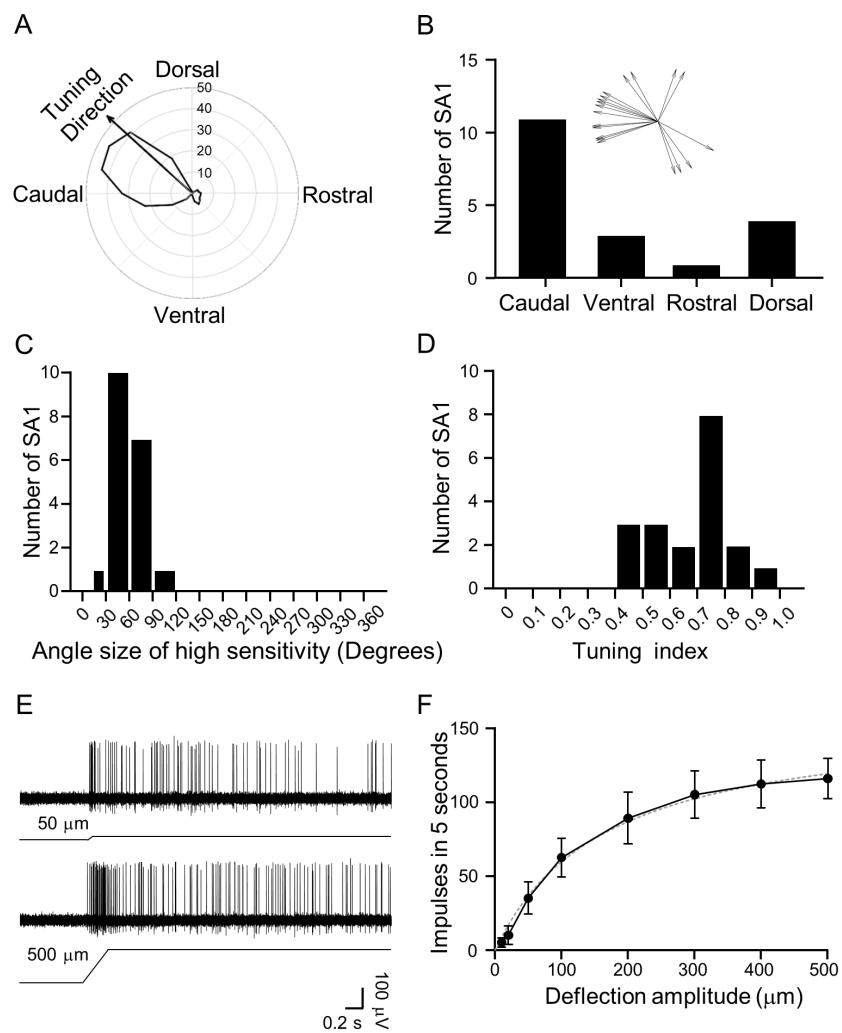 A
Tuning
Direction
Dorsal
50
40
30
20
10
Caudal
Rostral
Ventral
B
Number of SA1
15
10
5
0
Caudal
Ventral
Rostral
Dorsal
C
Number of SA1
10
8
6
4
2
0
0
30
60
90
120
150
180
210
240
270
300
330
360
Angle size of high sensitivity (Degrees)
D
Number of SA1
10
8
6
4
2
0
0
0.1
0.2
0.3
0.4
0.5
0.6
0.7
0.8
0.9
1.0
Tuning index
E
50 μm
500 μm
100 μV
0.2 s
F
Impulses in 5 seconds
150
100
50
0
0
100
200
300
400
500
Deflection amplitude (μm)